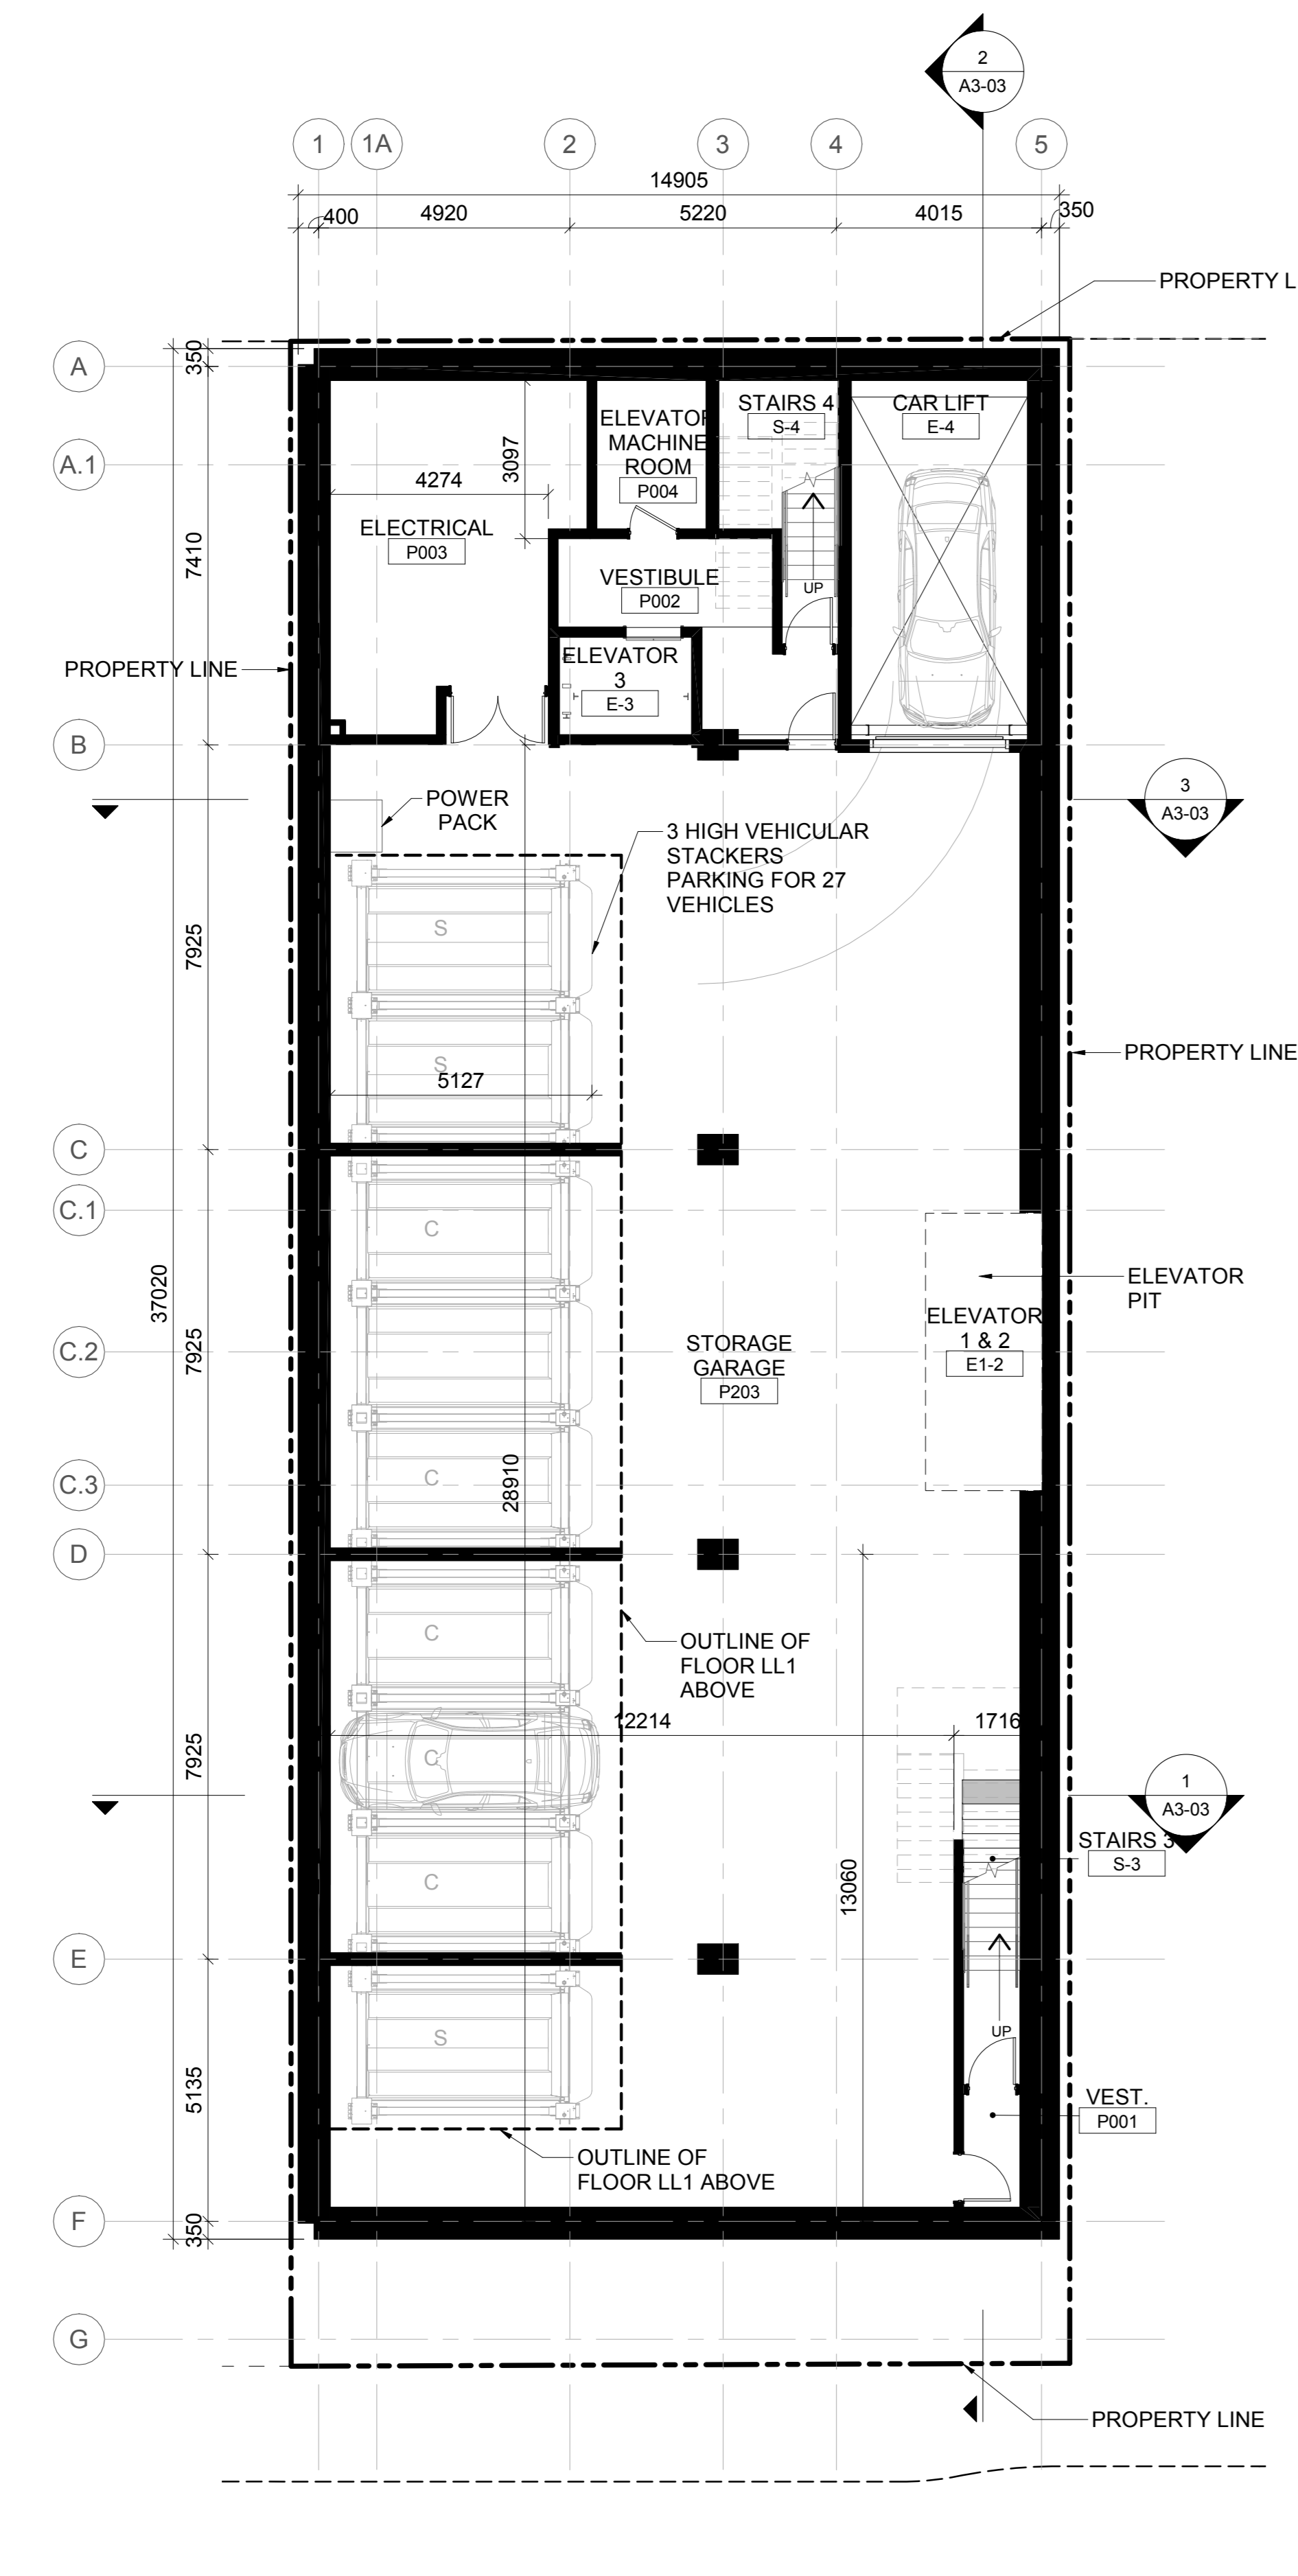 2
A3-03
1
1A
2
3
4
5
14905
400
4920
5220
4015
350
PROPERTY L
A
350
STAIRS 4
S-4
CAR LIFT
E-4
ELEVATOR
MACHINE
ROOM
P004
3097
A.1
4274
ELECTRICAL
P003
7410
VESTIBULE
P002
UP
PROPERTY LINE
ELEVATOR
3
E-3
B
POWER
PACK
3
A3-03
3 HIGH VEHICULAR
STACKERS
PARKING FOR 27
VEHICLES
S
7925
PROPERTY LINE
S
5127
C
C.1
C
37020
ELEVATOR
PIT
ELEVATOR
1 & 2
E1-2
7925
C.2
STORAGE
GARAGE
P203
C.3
C
28910
D
C
OUTLINE OF
FLOOR LL1
ABOVE
12214
1716
7925
C
1
A3-03
STAIRS 3
S-3
C
13060
E
S
UP
5135
VEST.
P001
OUTLINE OF
FLOOR LL1 ABOVE
F
350
G
PROPERTY LINE